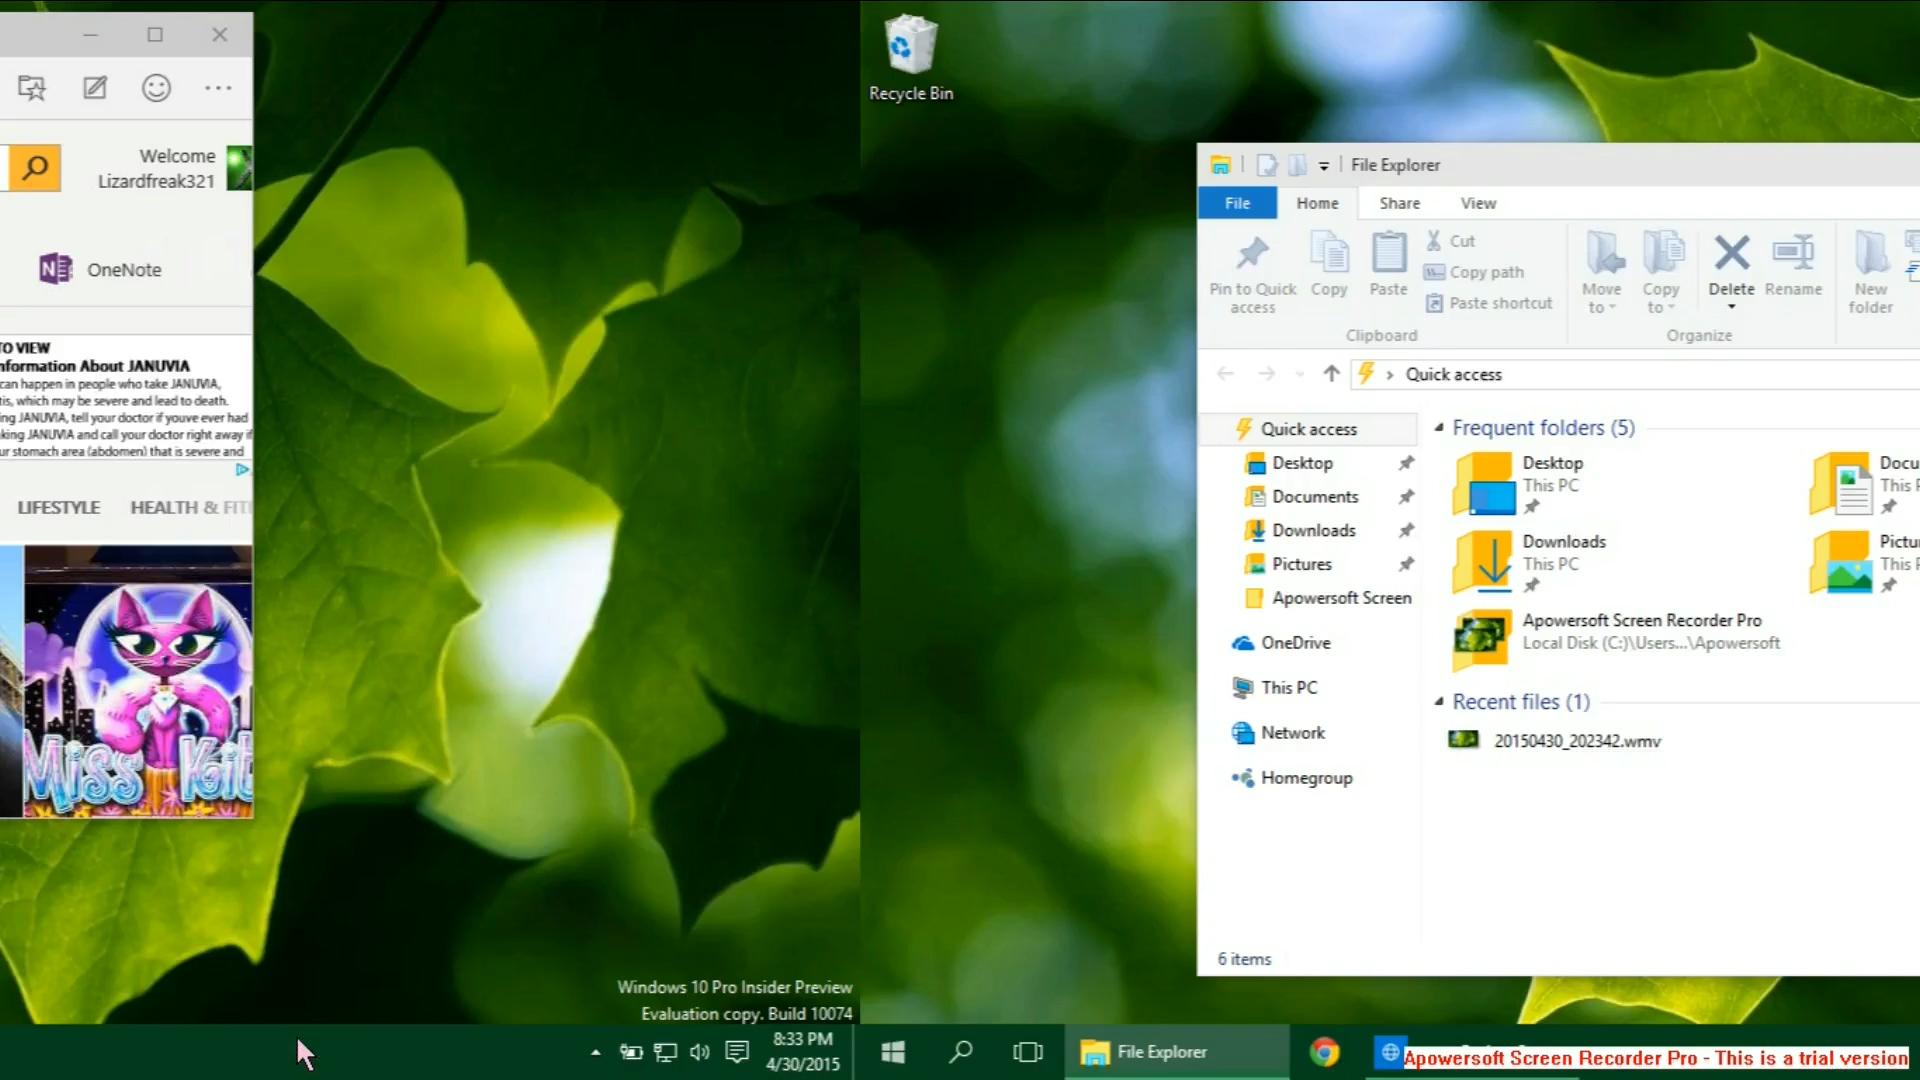 Welcome
Lizardfreak321
OneNote
TO VIEW
nformation About JANUVIA
can happen in people who take JANUVIA,
tis, which may be severe and lead to death.
ing JANUVIA, tell your doctor if youve ever had
king JANUVIA and call your doctor right away if
ur stomach area (abdomen) that is severe and
LIFESTYLE HEALTH & FIT
Miss Kit
Windows 10 Pro Insider Preview
Evaluation copy. Build 10074
8:33 PM
4/30/2015
Recycle Bin
File Explorer
File Home Share View
Pin to Quick
access
Copy
Paste
Cut
Copy path
Paste shortcut
Clipboard
Move
to
Copy
to
Delete
Rename
Organize
New
folder
Quick access
Quick access
Desktop
Documents
Downloads
Pictures
Apowersoft Screen
OneDrive
This PC
Network
Homegroup
Frequent folders (5)
Desktop
This PC
Docu
This P
Downloads
This PC
Pictu
This P
Apowersoft Screen Recorder Pro
Local Disk (C:)\Users...\Apowersoft
Recent files (1)
20150430_202342.wmv
6 items
File Explorer
Apowersoft Screen Recorder Pro - This is a trial version